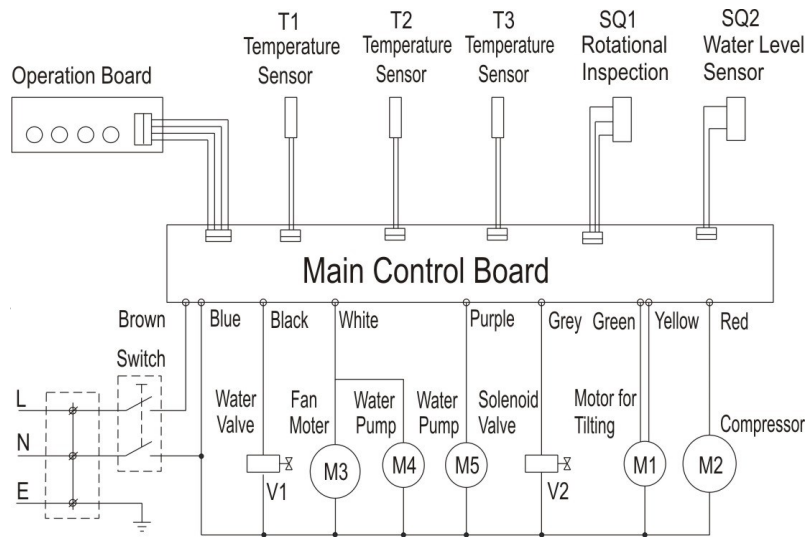 Operation Board
T1
Temperature
Sensor
T2
Temperature
Sensor
T3
Temperature
Sensor
SQ1
Rotational
Inspection
SQ2
Water Level
Sensor
Main Control Board
Brown
Blue
Black
White
Purple
Grey
Green
Yellow
Red
Switch
L
N
E
Water
Valve
V1
Fan
Moter
M3
Water
Pump
M4
Water
Pump
M5
Solenoid
Valve
V2
Motor for
Tilting
M1
Compressor
M2